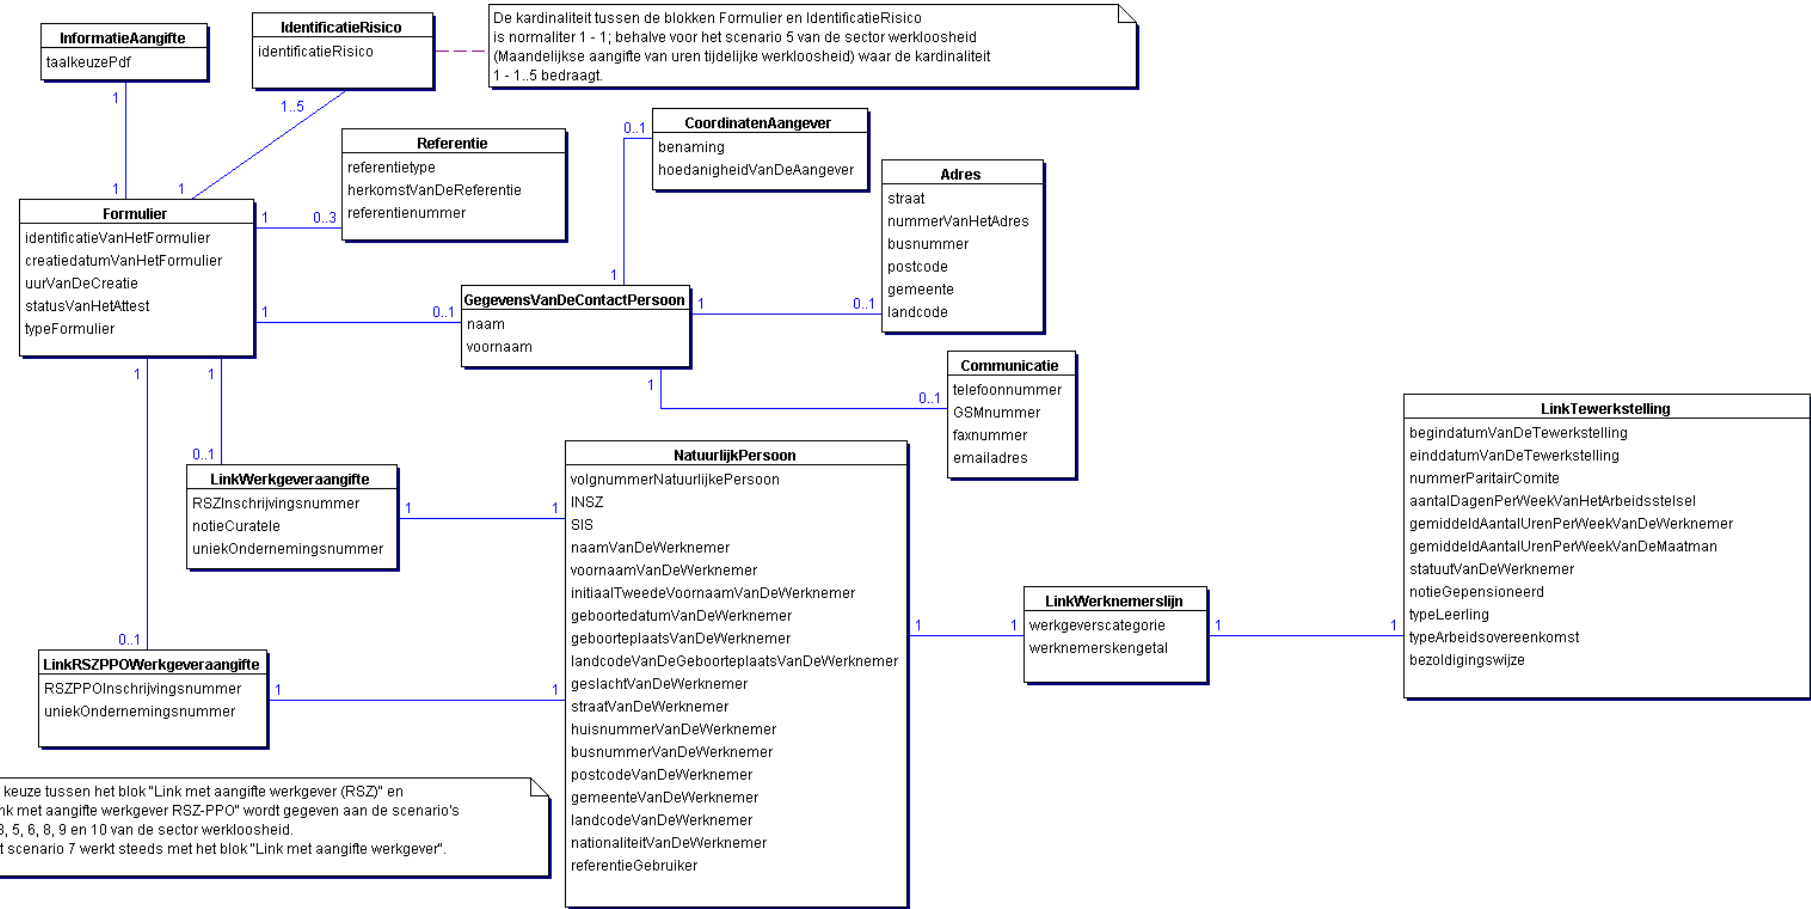 InformatieAangifte
taalkeuzePdf
IdentificatieRisico
identificatieRisico
De kardinaliteit tussen de blokken Formulier en IdentificatieRisico
is normaliter 1 - 1; behalve voor het scenario 5 van de sector werkloosheid
(Maandelijkse aangifte van uren tijdelijke werkloosheid) waar de kardinaliteit
1 - 1..5 bedraagt.
1
1..5
1
1
Referentie
referentietype
herkomstVanDeReferentie
referentienummer
0..1
CoordinatenAangever
benaming
hoedanigheidVanDeAangever
Adres
straat
nummerVanHetAdres
busnummer
postcode
gemeente
landcode
Formulier
identificatieVanHetFormulier
creatiedatumVanHetFormulier
uurVanDeCreatie
statusVanHetAttest
typeFormulier
1
0..3
1
0..1
1
GegevensVanDeContactPersoon
naam
voornaam
1
0..1
1
0..1
Communicatie
telefoonnummer
GSMnummer
faxnummer
emailadres
1
1
0..1
LinkWerkgeveraangifte
RSZInschrijvingsnummer
notieCuratele
uniekOndernemingsnummer
1
1
NatuurlijkPersoon
volgnummerNatuurlijkePersoon
INSZ
SIS
naamVanDeWerknemer
voornaamVanDeWerknemer
initiaalTweedeVoornaamVanDeWerknemer
geboortedatumVanDeWerknemer
geboorteplaatsVanDeWerknemer
landcodeVanDeGeboorteplaatsVanDeWerknemer
geslachtVanDeWerknemer
straatVanDeWerknemer
huisnummerVanDeWerknemer
busnummerVanDeWerknemer
postcodeVanDeWerknemer
gemeenteVanDeWerknemer
landcodeVanDeWerknemer
nationaliteitVanDeWerknemer
referentieGebruiker
0..1
LinkRSZPPOWerkgeveraangifte
RSZPPOInschrijvingsnummer
uniekOndernemingsnummer
1
1
1
1
LinkWerknemerslijn
werkgeverscategorie
werknemerskengetal
1
1
LinkTewerkstelling
begindatumVanDeTewerkstelling
einddatumVanDeTewerkstelling
nummerParitairComite
aantalDagenPerWeekVanHetArbeidsstelsel
gemiddeldAantalUrenPerWeekVanDeWerknemer
gemiddeldAantalUrenPerWeekVanDeMaatman
statuutVanDeWerknemer
notieGepensioneerd
typeLeerling
typeArbeidsovereenkomst
bezoldigingswijze
keuze tussen het blok "Link met aangifte werkgever (RSZ)" en
nk met aangifte werkgever RSZ-PPO" wordt gegeven aan de scenario's
3, 5, 6, 8, 9 en 10 van de sector werkloosheid.
t scenario 7 werkt steeds met het blok "Link met aangifte werkgever".